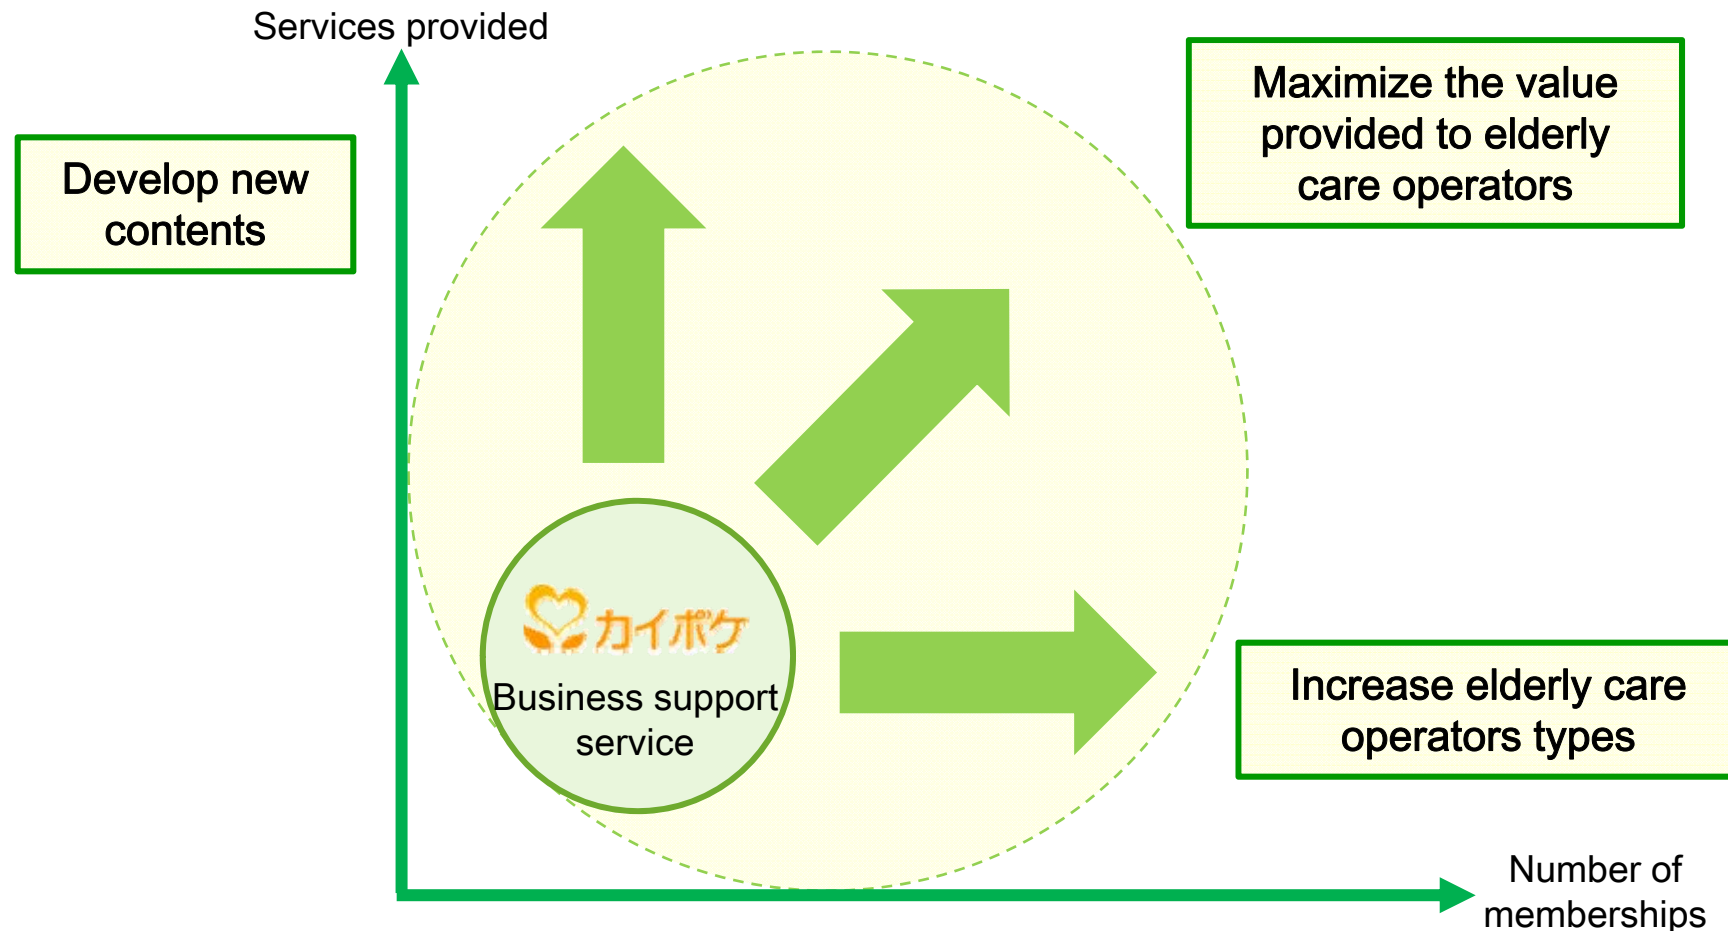 Services provided
Develop new
contents
Maximize the value
provided to elderly
care operators
カイポケ
Business support
service
Increase elderly care
operators types
Number of
memberships